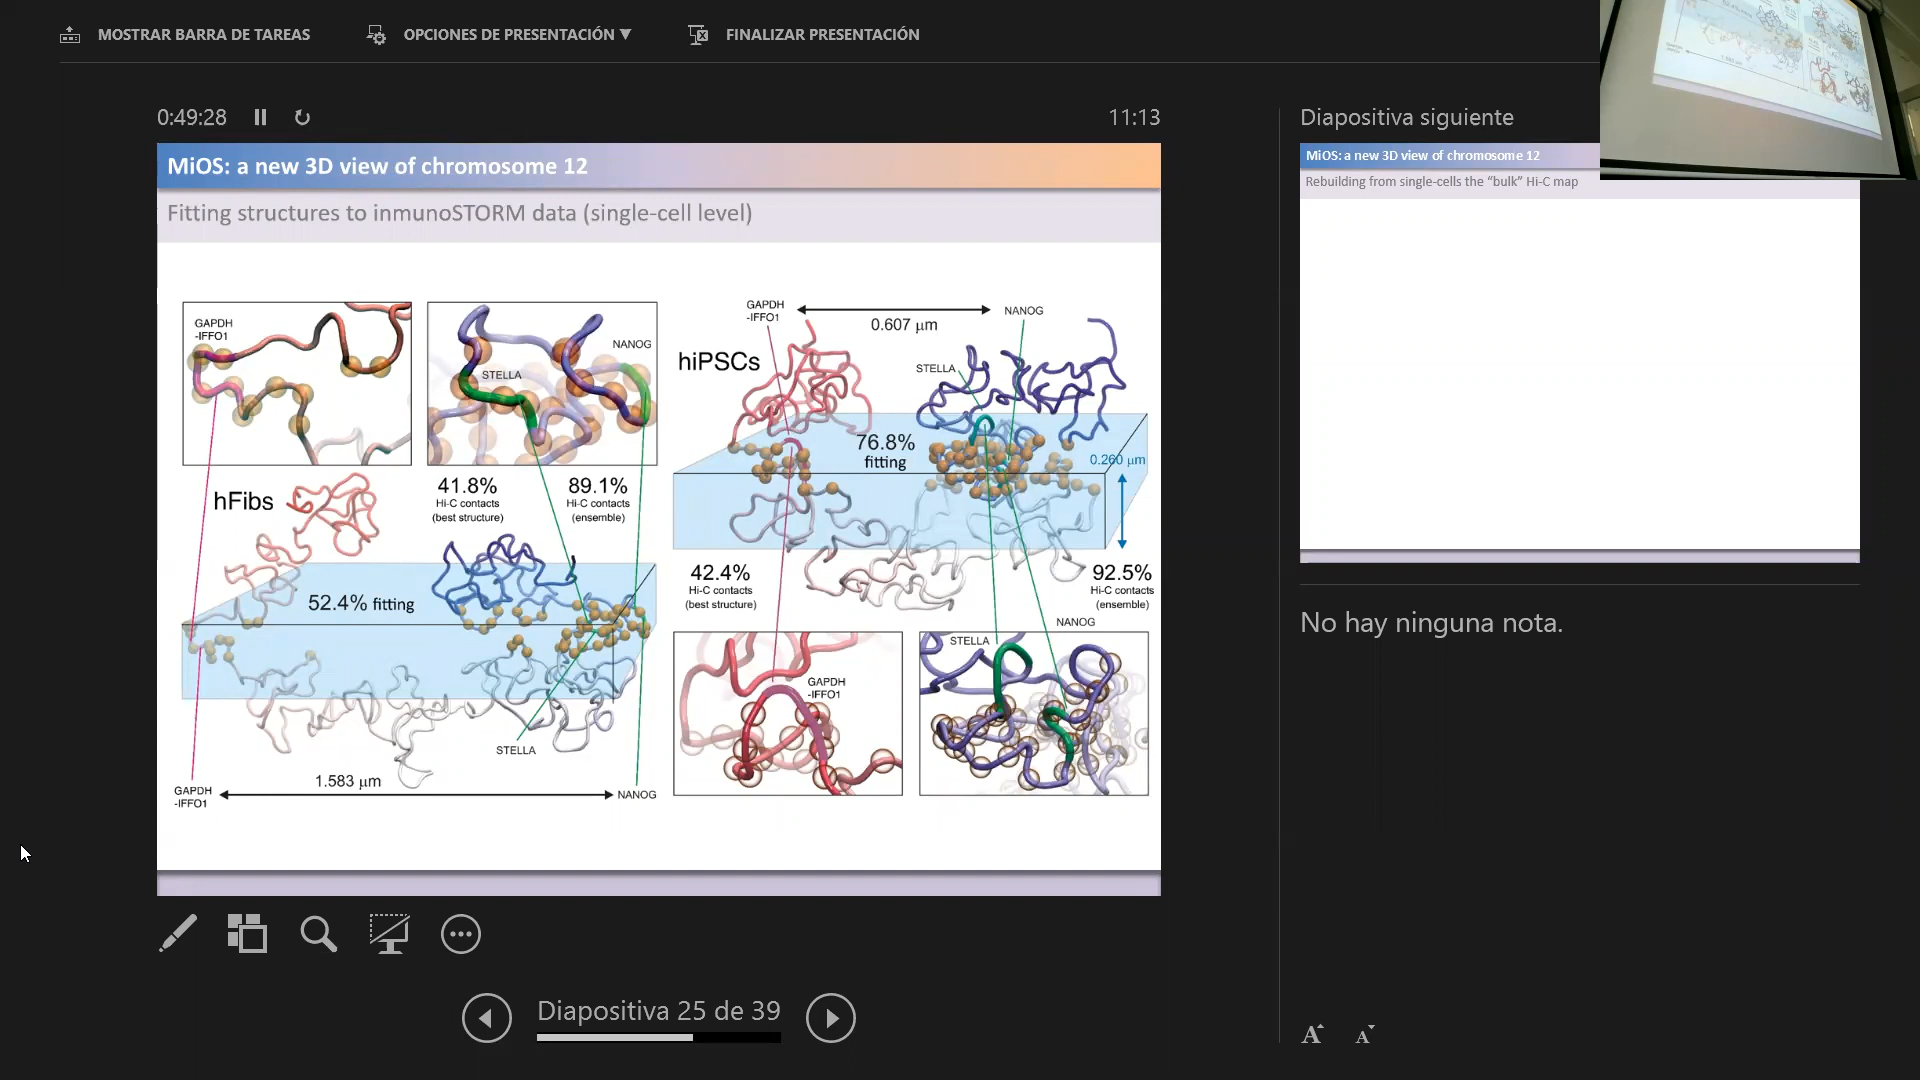 MOSTRAR BARRA DE TAREAS
OPCIONES DE PRESENTACIÓN ▼
FINALIZAR PRESENTACIÓN
0:49:28
11:13
MiOS: a new 3D view of chromosome 12
Fitting structures to inmunoSTORM data (single-cell level)
GAPDH
-IFFO1
STELLA
NANOG
hFibs
41.8%
Hi-C contacts
(best structure)
89.1%
Hi-C contacts
(ensemble)
52.4% fitting
STELLA
1.583 µm
GAPDH
-IFFO1
NANOG
GAPDH
-IFFO1
0.607 µm
NANOG
hiPSCs
STELLA
76.8%
fitting
0.260 µm
42.4%
Hi-C contacts
(best structure)
92.5%
Hi-C contacts
(ensemble)
NANOG
STELLA
GAPDH
-IFFO1
Diapositiva 25 de 39
Diapositiva siguiente
MiOS: a new 3D view of chromosome 12
Rebuilding from single-cells the “bulk” Hi-C map
No hay ninguna nota.
A A